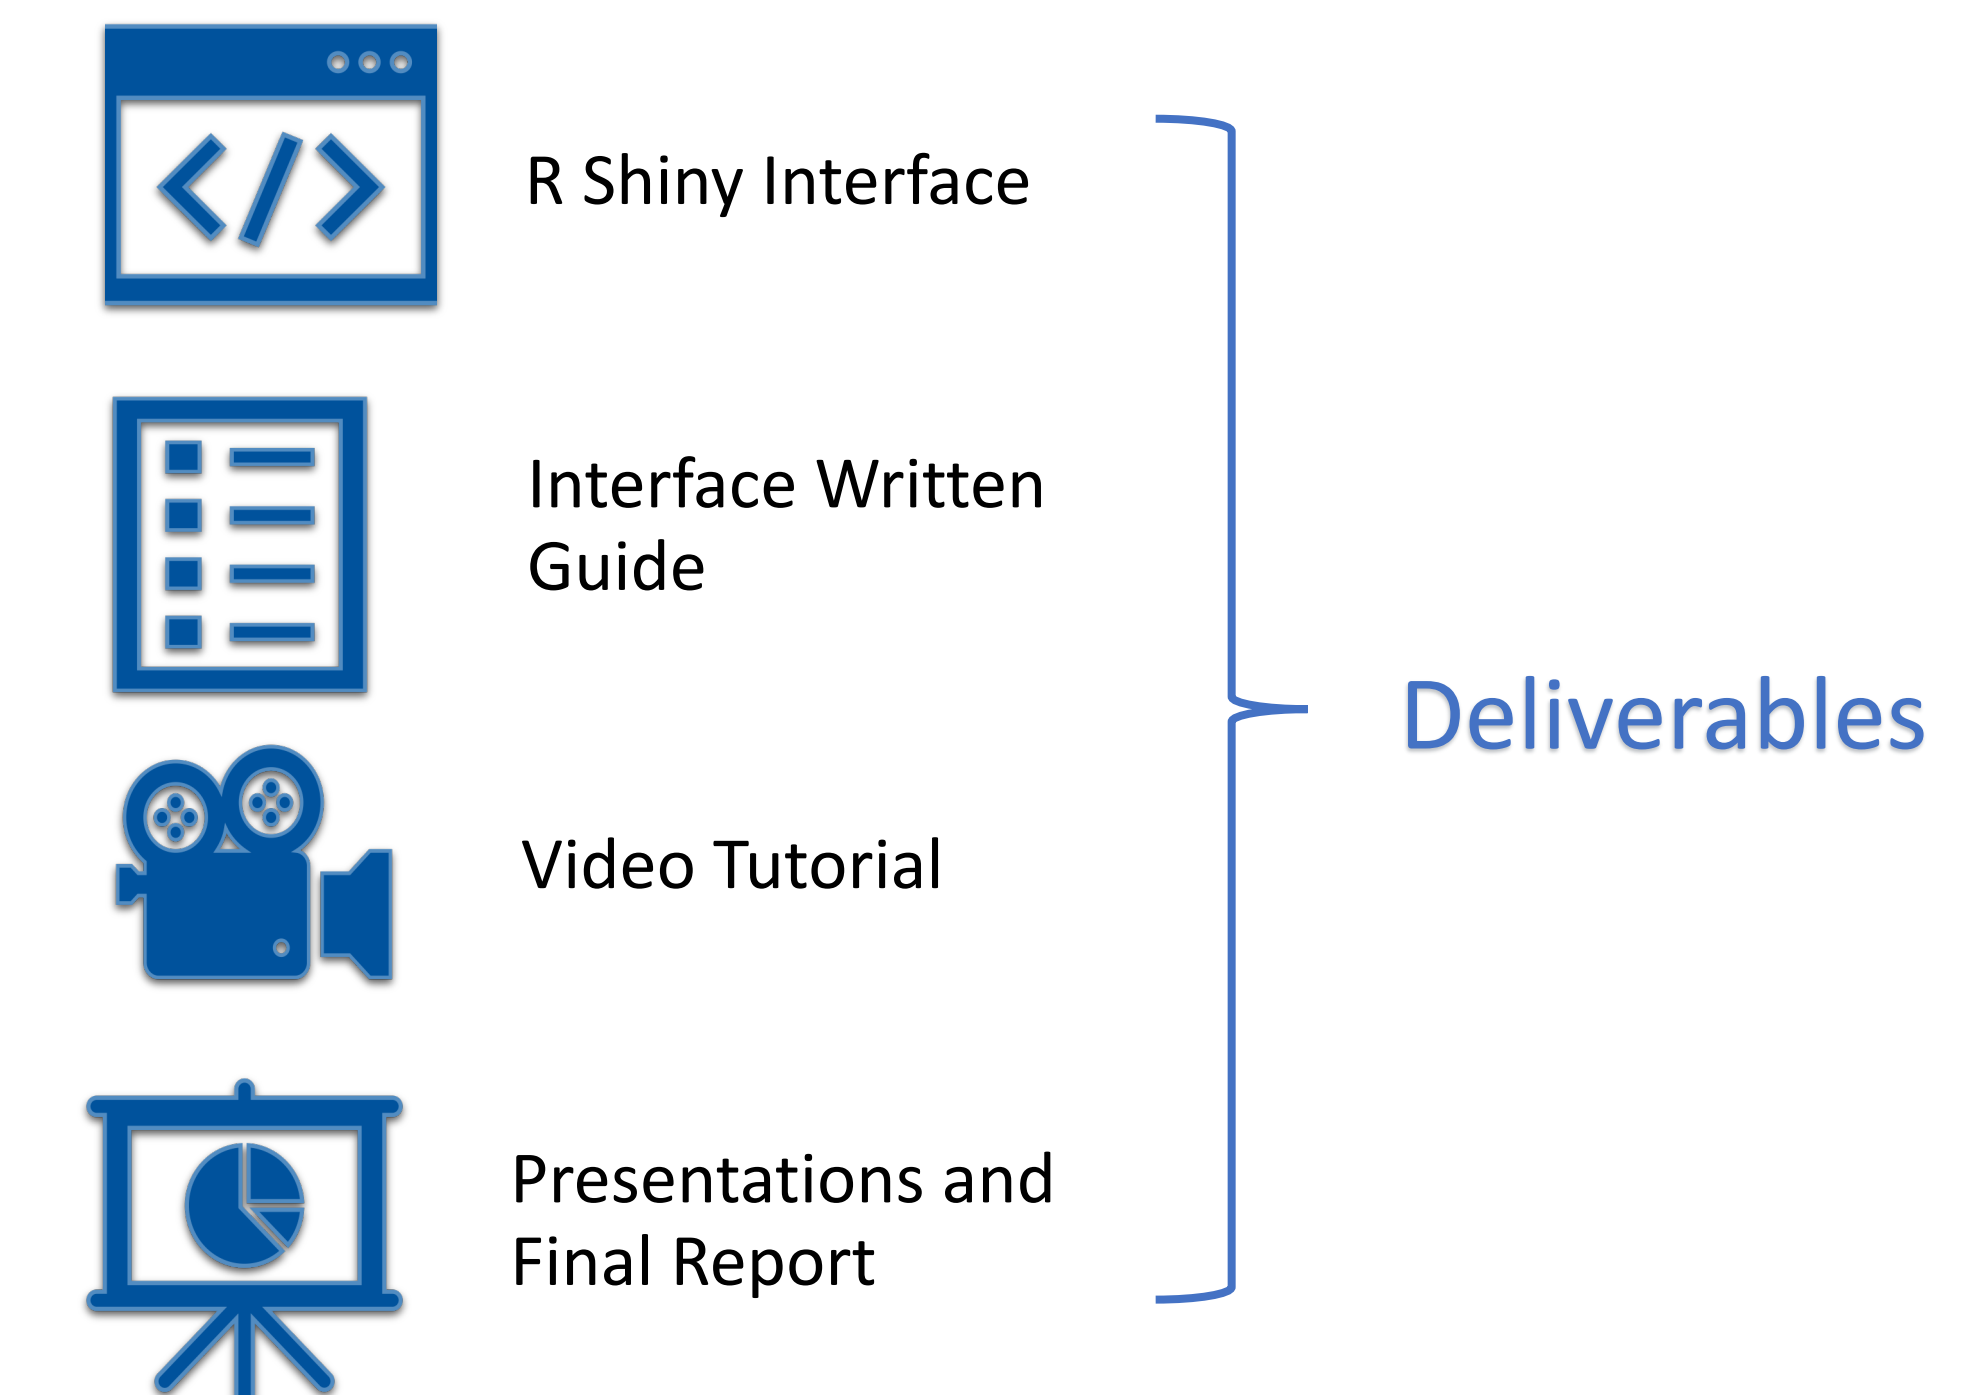 R Shiny Interface
Interface Written
Guide
Video Tutorial
Presentations and
Final Report
Deliverables